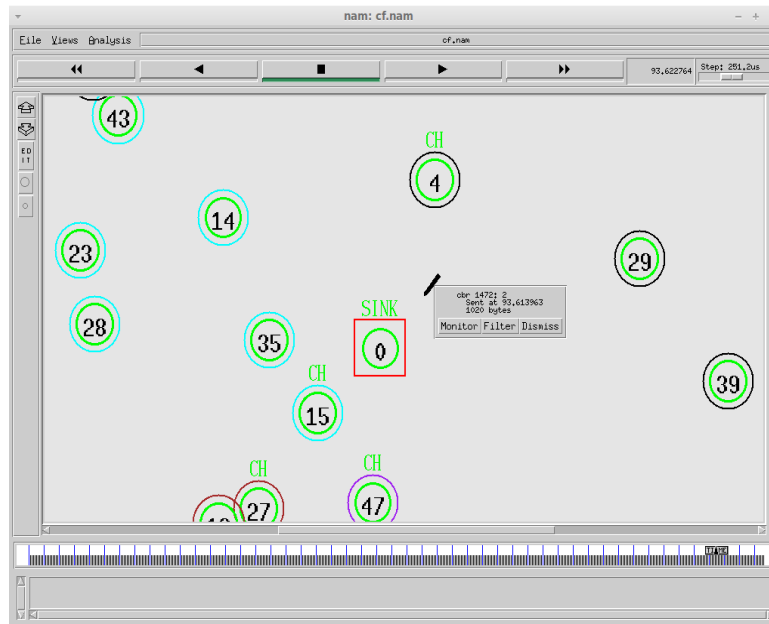 nam: cf.nam
File Views Analysis
cf.nam
93.622764
Step: 251.2us
ED
IT
43
CH
4
14
23
29
cbr 1472: 2
Sent at 93.613963
1020 bytes
Monitor Filter Dismiss
SINK
0
28
35
39
CH
15
CH
27
CH
47
TIME